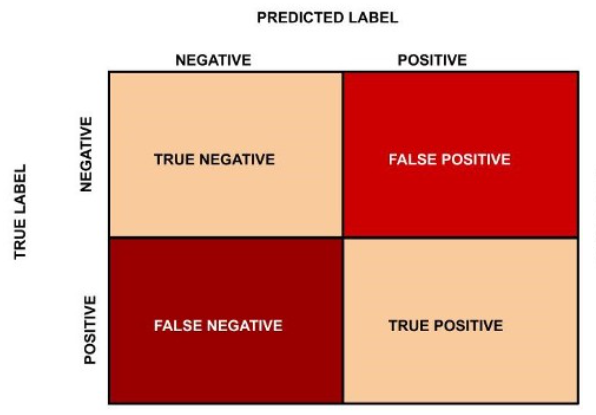 PREDICTED LABEL
NEGATIVE POSITIVE
TRUE LABEL
NEGATIVE
TRUE NEGATIVE FALSE POSITIVE
POSITIVE
FALSE NEGATIVE TRUE POSITIVE